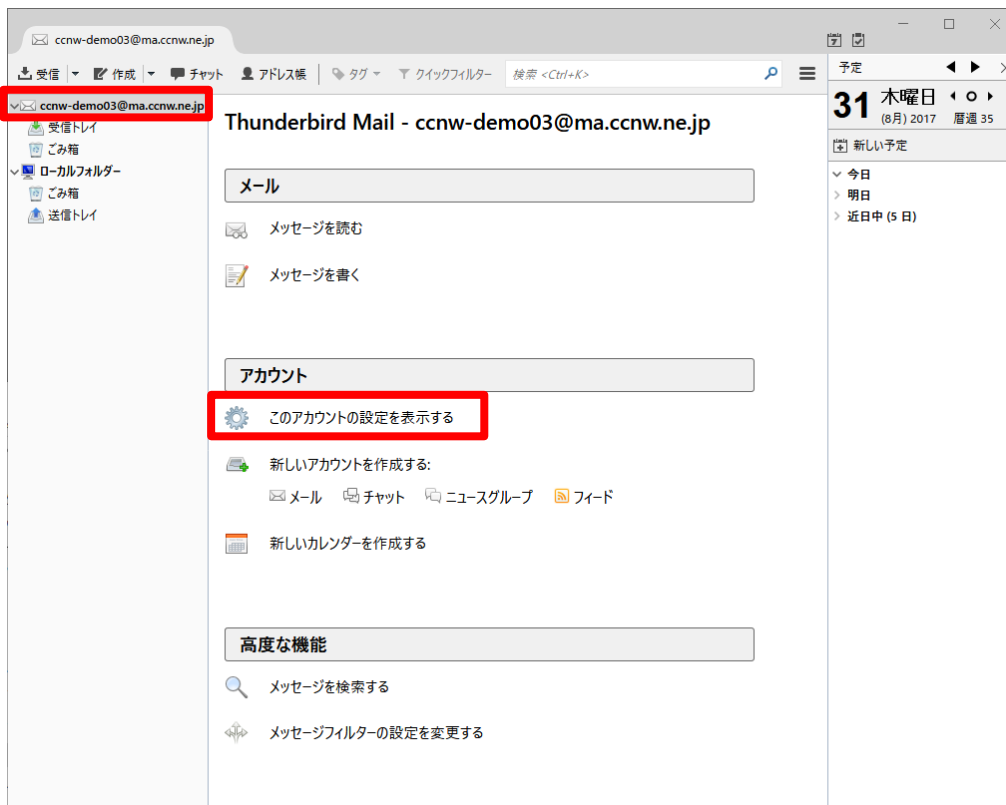 ccnw-demo03@ma.ccnw.ne.jp
受信 作成 チャット アドレス帳 タグ クイックフィルター 検索 <Ctrl+K>
ccnw-demo03@ma.ccnw.ne.jp
受信トレイ
ごみ箱
ローカルフォルダー
ごみ箱
送信トレイ
Thunderbird Mail - ccnw-demo03@ma.ccnw.ne.jp
メール
メッセージを読む
メッセージを書く
アカウント
このアカウントの設定を表示する
新しいアカウントを作成する:
メール チャット ニュースグループ フィード
新しいカレンダーを作成する
高度な機能
メッセージを検索する
メッセージフィルターの設定を変更する
予定
31 木曜日
(8月) 2017 暦週 35
新しい予定
今日
明日
近日中 (5 日)